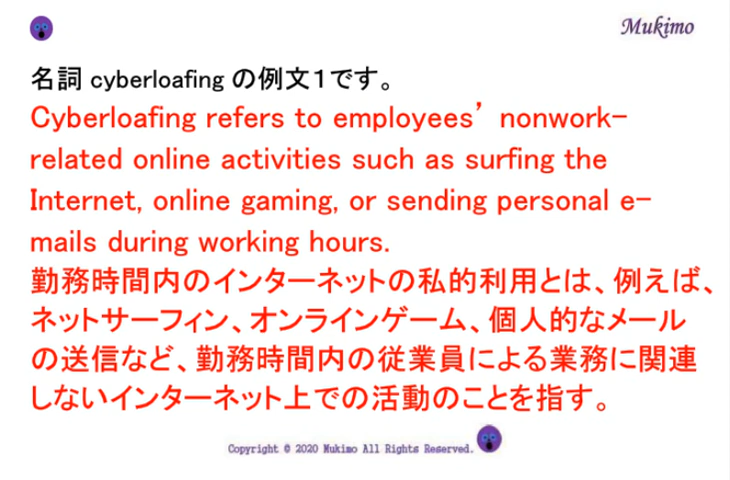 Mukimo
名詞 cyberloafing の例文１です。
Cyberloafing refers to employees’ nonwork-
related online activities such as surfing the
Internet, online gaming, or sending personal e-
mails during working hours.
勤務時間内のインターネットの私的利用とは、例えば、
ネットサーフィン、オンラインゲーム、個人的なメール
の送信など、勤務時間内の従業員による業務に関連
しないインターネット上での活動のことを指す。
Copyright © 2020 Mukimo All Rights Reserved.